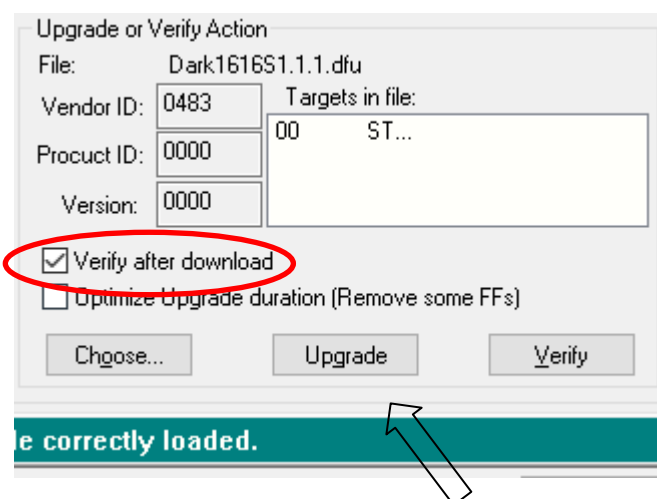 Upgrade or Verify Action
File: Dark1616S1.1.1.dfu
Vendor ID: 0483
Targets in file:
00 ST...
Procuct ID: 0000
Version: 0000
Verify after download
Optimize Upgrade duration (Remove some FFs)
Choose... Upgrade Verify
le correctly loaded.